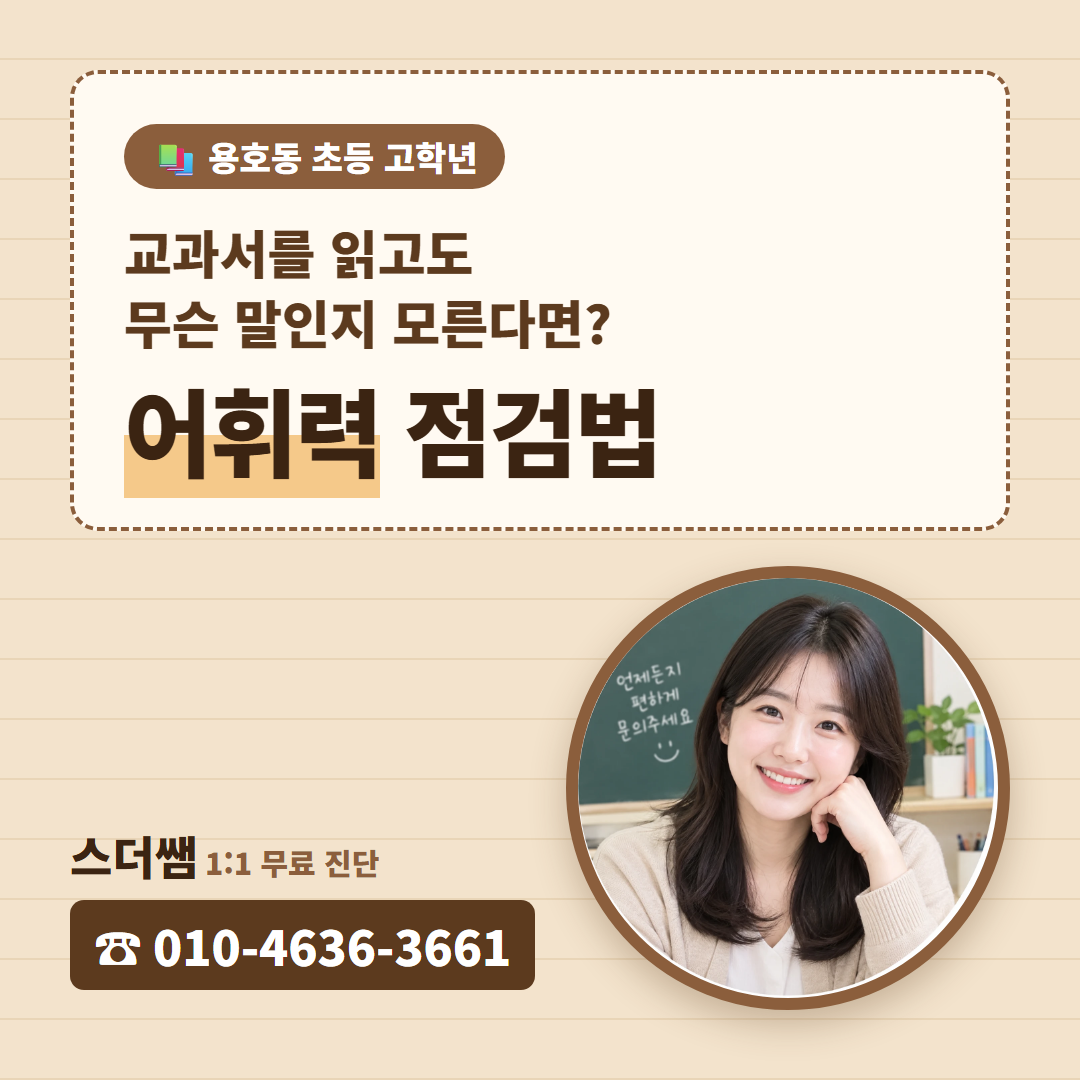 📚 용호동 초등 고학년
교과서를 읽고도
무슨 말인지 모른다면?
어휘력 점검법
언제든지
편하게
문의주세요
스더쌤 1:1 무료 진단
☎ 010-4636-3661